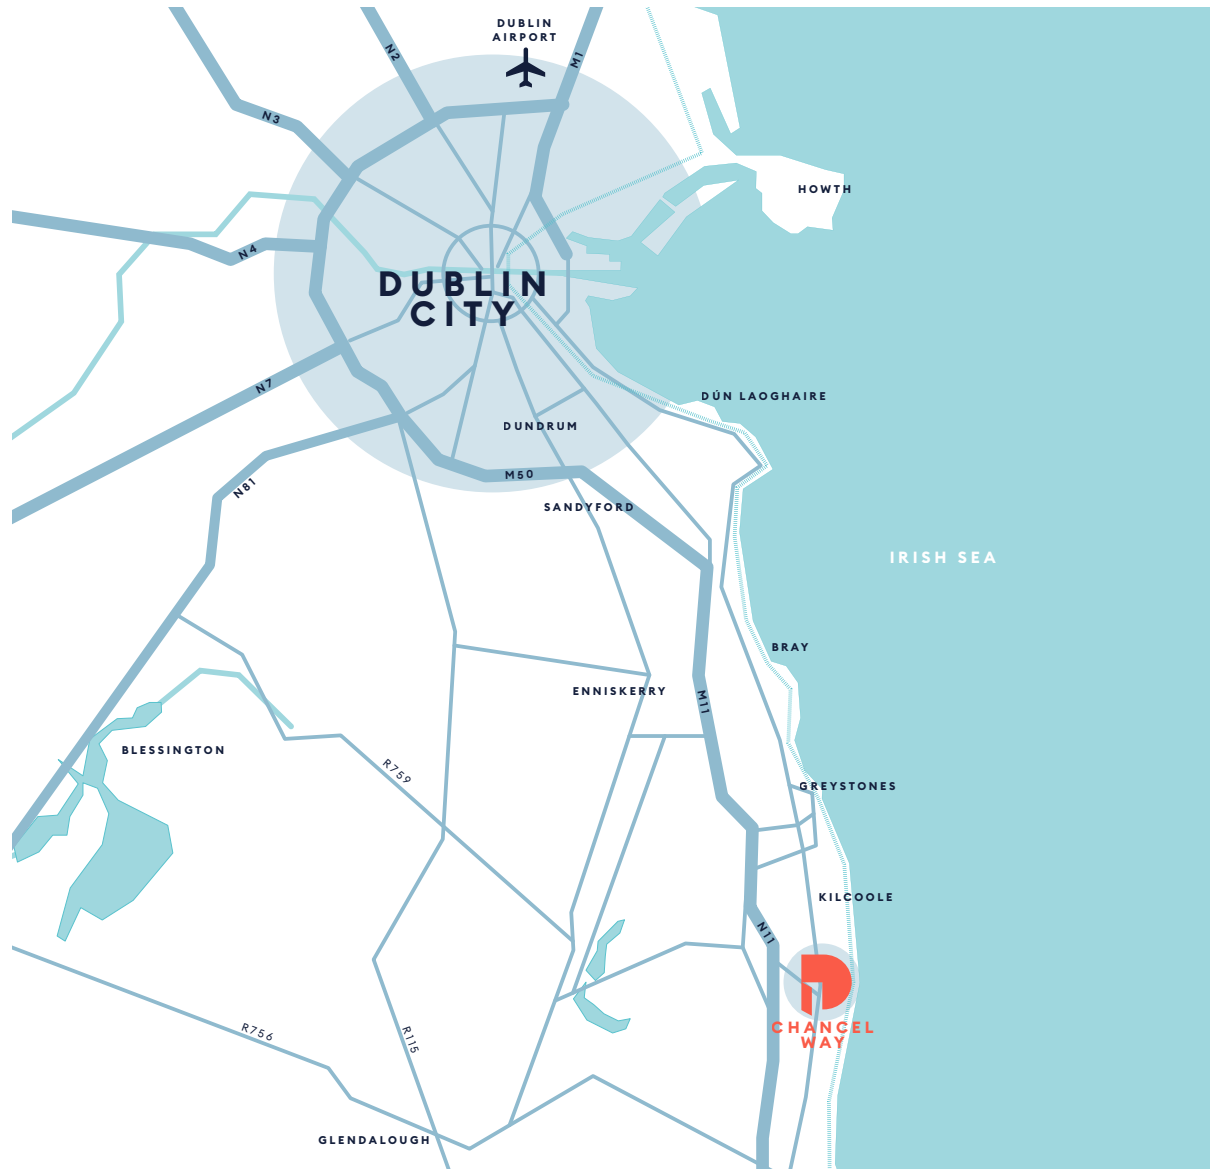 DUBLIN
AIRPORT
N2
M1
N3
HOWTH
N4
DUBLIN
CITY
N7
DÚN LAOGHAIRE
DUNDRUM
M50
N81
SANDYFORD
IRISH SEA
BRAY
ENNISKERRY
M11
BLESSINGTON
R759
GREYSTONES
KILCOOLE
N11
CHANCEL
WAY
R756
R115
GLENDALOUGH